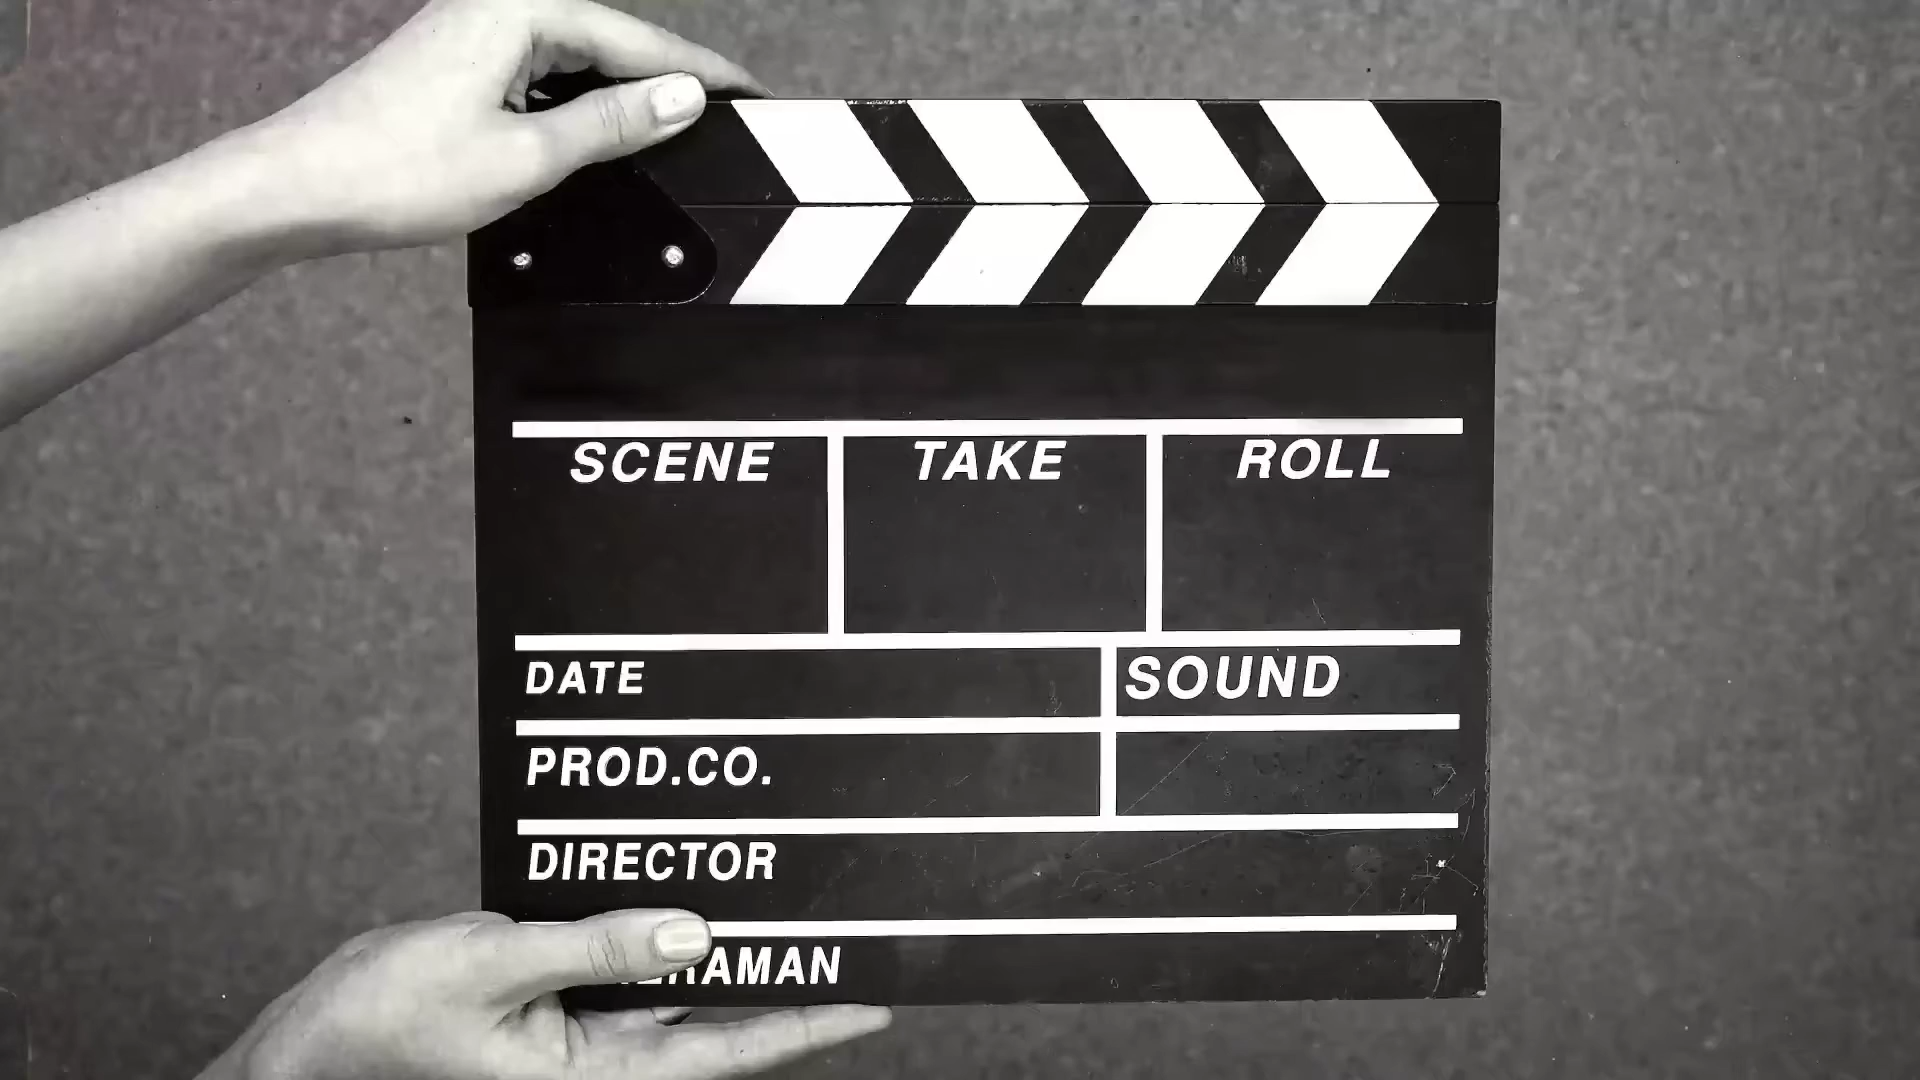 SCENE TAKE ROLL
DATE SOUND
PROD.CO.
DIRECTOR